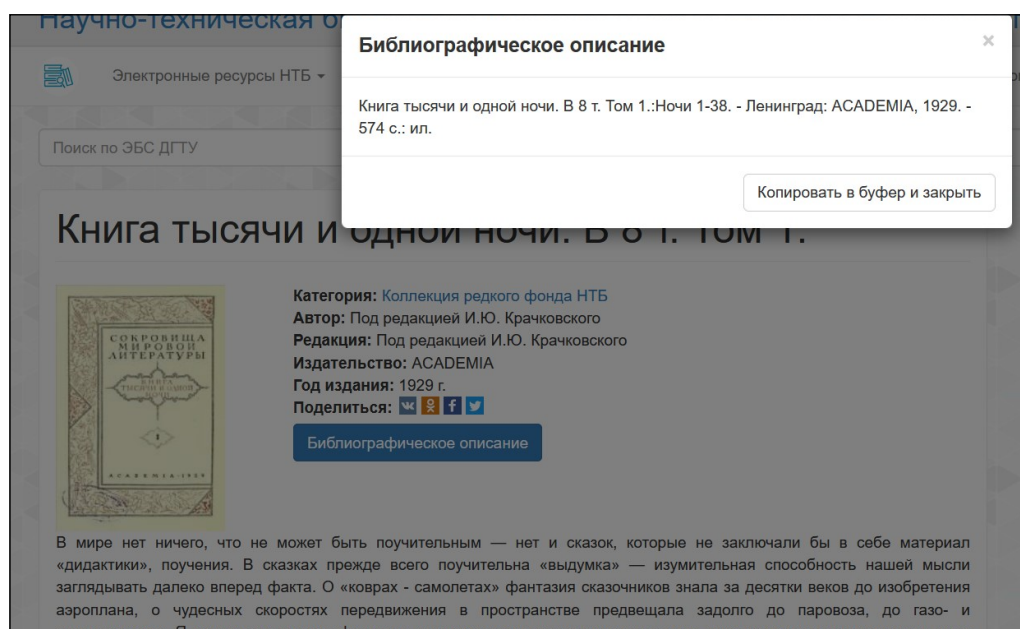 Научно-техническая б
Библиографическое описание
×
Электронные ресурсы НТБ
Книга тысячи и одной ночи. В 8 т. Том 1.:Ночи 1-38. - Ленинград: ACADEMIA, 1929. -
574 с.: ил.
Поиск по ЭБС ДГТУ
Копировать в буфер и закрыть
Книга тысячи и одной ночи. В 8 т. Том 1.
Категория: Коллекция редкого фонда НТБ
Автор: Под редакцией И.Ю. Крачковского
Редакция: Под редакцией И.Ю. Крачковского
Издательство: ACADEMIA
Год издания: 1929 г.
Поделиться:
Библиографическое описание
СОКРОВИЩА
МИРОВОЙ
ЛИТЕРАТУРЫ
КНИГА
ТЫСЯЧИ И ОДНОЙ
НОЧИ
I
ACADEMIA·1929
В мире нет ничего, что не может быть поучительным — нет и сказок, которые не заключали бы в себе материал
«дидактики», поучения. В сказках прежде всего поучительна «выдумка» — изумительная способность нашей мысли
заглядывать далеко вперед факта. О «коврах - самолетах» фантазия сказочников знала за десятки веков до изобретения
аэроплана, о чудесных скоростях передвижения в пространстве предвещала задолго до паровоза, до газо- и